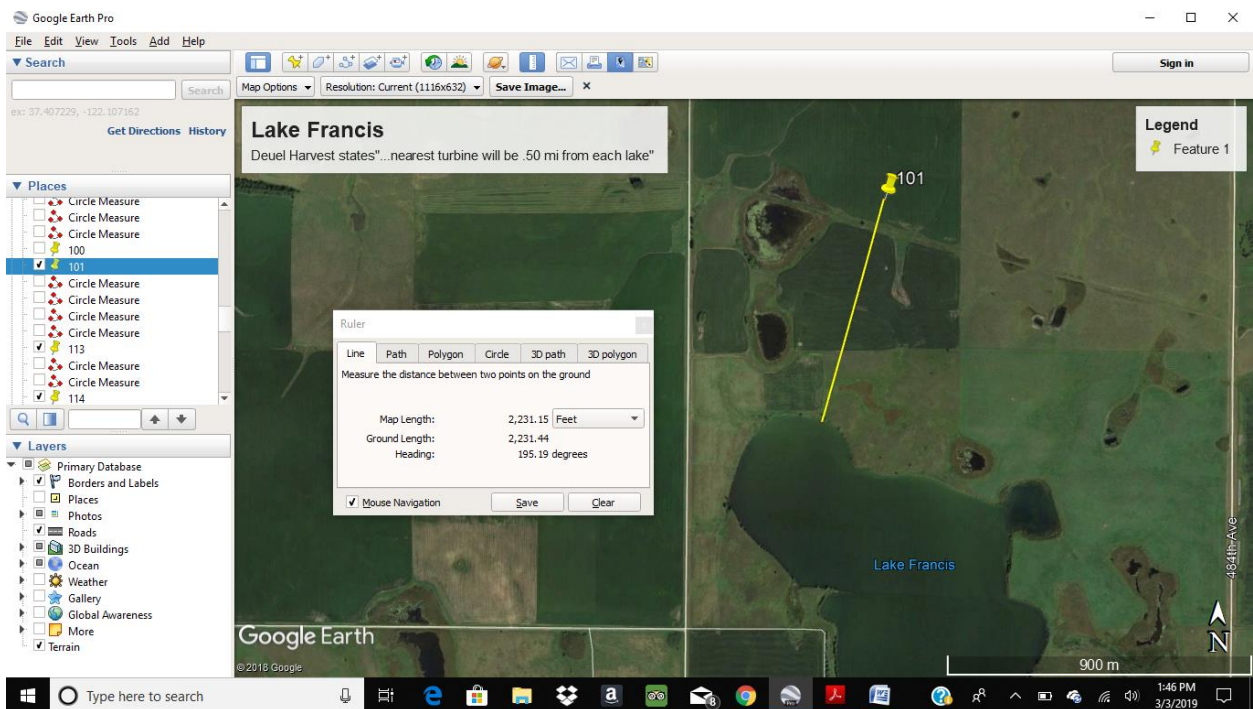 Google Earth Pro
File Edit View Tools Add Help
Search
Search
ex: 37.407229, -122.107162
Get Directions History
Places
Circle Measure
Circle Measure
Circle Measure
100
101
Circle Measure
Circle Measure
Circle Measure
Circle Measure
113
Circle Measure
Circle Measure
114
Layers
Primary Database
Borders and Labels
Places
Photos
Roads
3D Buildings
Ocean
Weather
Gallery
Global Awareness
More
Terrain
Sign in
Map Options Resolution: Current (1116x632) Save Image...
Lake Francis
Deuel Harvest states"...nearest turbine will be .50 mi from each lake"
Legend
Feature 1
101
Ruler
Line Path Polygon Circle 3D path 3D polygon
Measure the distance between two points on the ground
Map Length: 2,231.15 Feet
Ground Length: 2,231.44
Heading: 195.19 degrees
Mouse Navigation Save Clear
Lake Francis
484th Ave
N
Google Earth
© 2018 Google
900 m
Type here to search
8
1:46 PM
3/3/2019